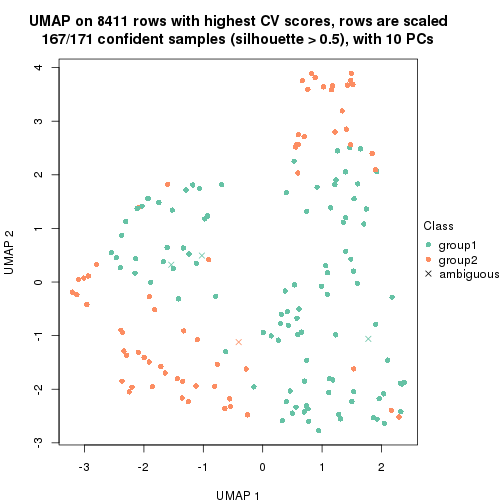 UMAP on 8411 rows with highest CV scores, rows are scaled
167/171 confident samples (silhouette > 0.5), with 10 PCs
4
3
2
1
0
-1
-2
-3
UMAP 2
-3 -2 -1 0 1 2
UMAP 1
Class
group1
group2
ambiguous